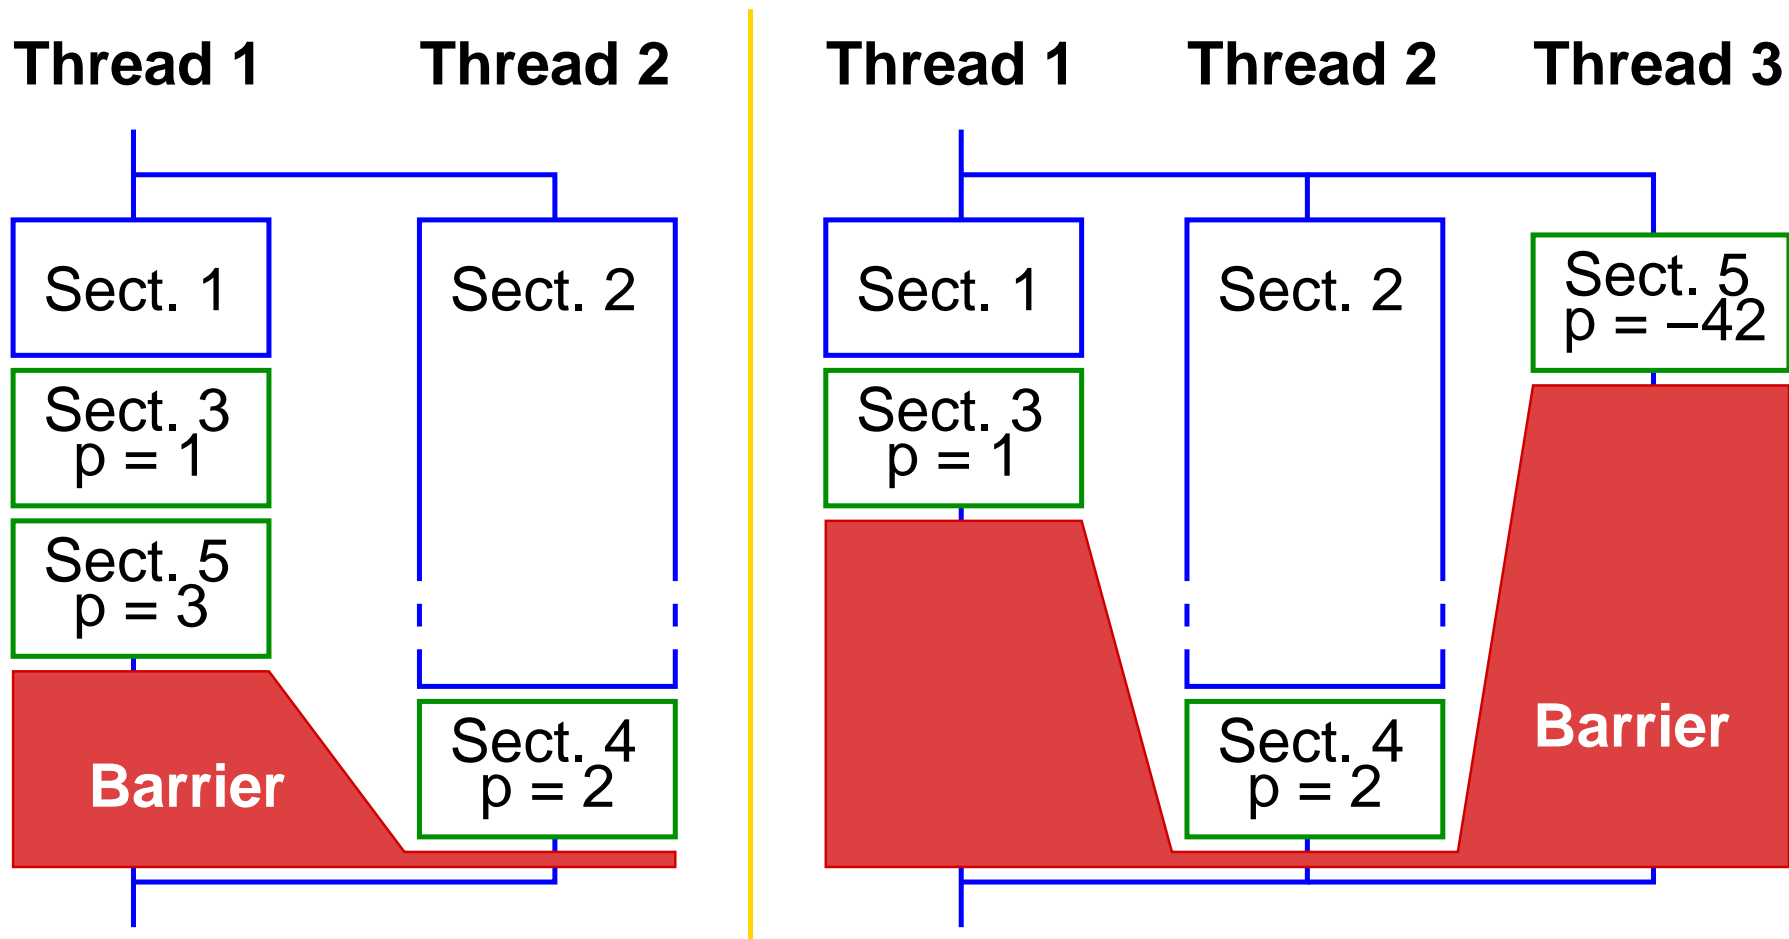 Thread 1
Thread 2
Sect. 1
Sect. 2
Sect. 3
p = 1
Sect. 5
p = 3
Sect. 4
p = 2
Barrier
Thread 1
Thread 2
Thread 3
Sect. 1
Sect. 2
Sect. 5
p = –42
Sect. 3
p = 1
Sect. 4
p = 2
Barrier